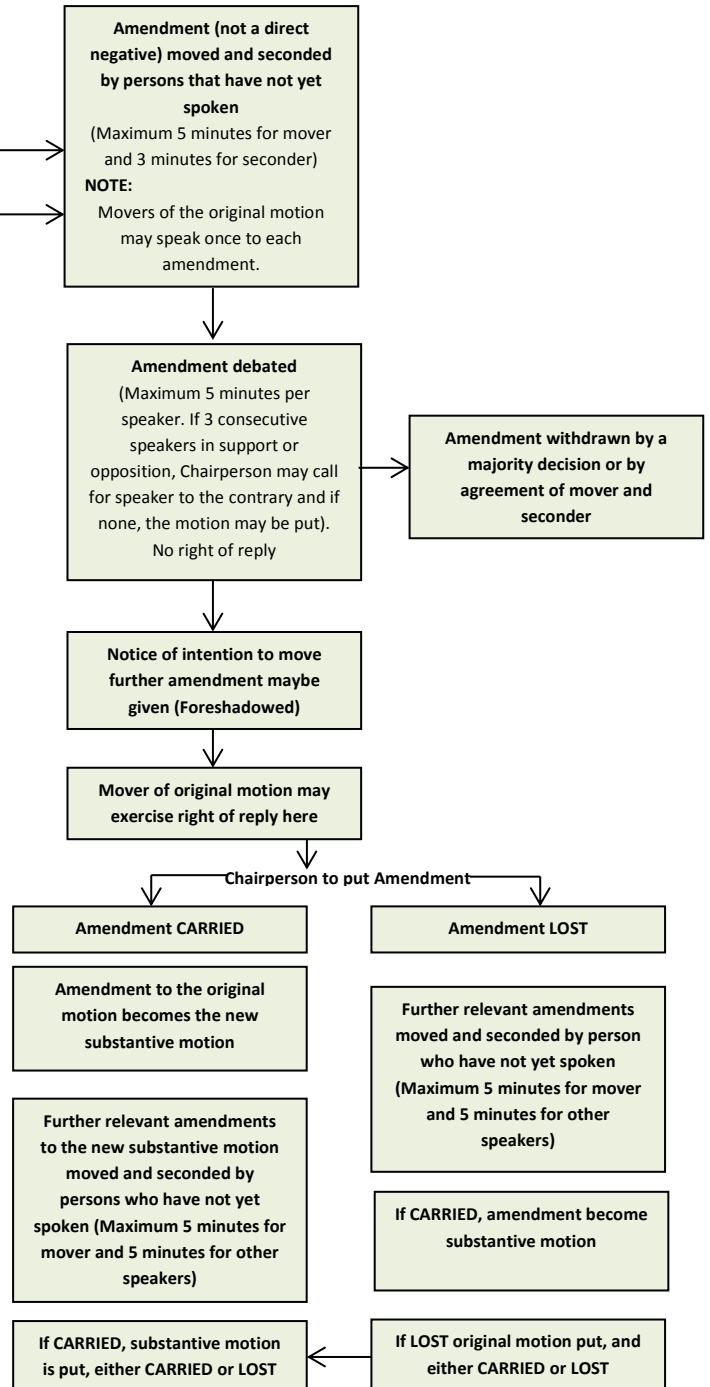 Amendment (not a direct
negative) moved and seconded
by persons that have not yet
spoken
(Maximum 5 minutes for mover
and 3 minutes for seconder)
NOTE:
Movers of the original motion
may speak once to each
amendment.
Amendment debated
(Maximum 5 minutes per
speaker. If 3 consecutive
speakers in support or
opposition, Chairperson may call
for speaker to the contrary and if
none, the motion may be put).
No right of reply
Amendment withdrawn by a
majority decision or by
agreement of mover and
seconder
Notice of intention to move
further amendment maybe
given (Foreshadowed)
Mover of original motion may
exercise right of reply here
Chairperson to put Amendment
Amendment CARRIED
Amendment to the original
motion becomes the new
substantive motion
Further relevant amendments
to the new substantive motion
moved and seconded by
persons who have not yet
spoken (Maximum 5 minutes for
mover and 5 minutes for other
speakers)
If CARRIED, substantive motion
is put, either CARRIED or LOST
Amendment LOST
Further relevant amendments
moved and seconded by person
who have not yet spoken
(Maximum 5 minutes for mover
and 5 minutes for other
speakers)
If CARRIED, amendment become
substantive motion
If LOST original motion put, and
either CARRIED or LOST